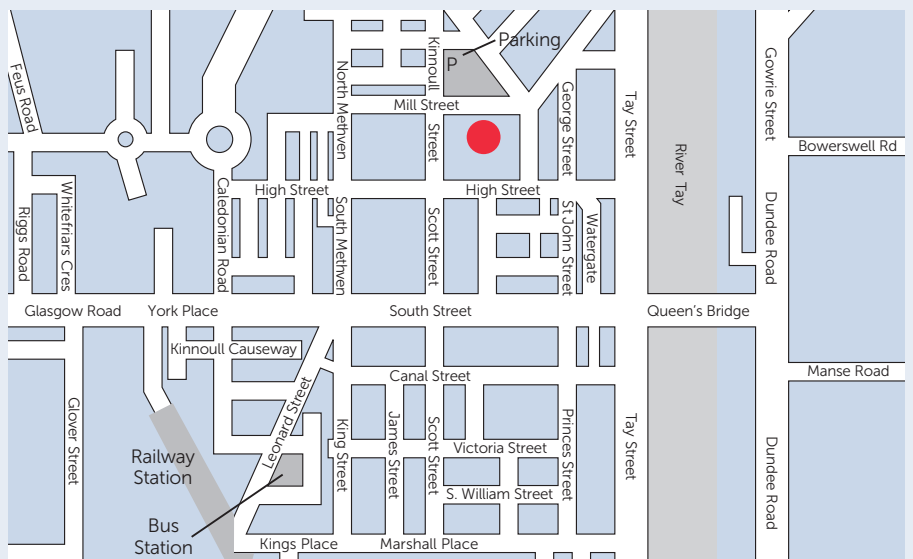 Parking
P
Kinnoull
Street
Feus Road
North Methven
Mill Street
George Street
Tay Street
Gowrie Street
River Tay
Bowerswell Rd
High Street
High Street
Riggs Road
Whitefriars Cres
Caledonian Road
South Methven
Scott Street
St John Street
Watergate
Dundee Road
Glasgow Road
York Place
South Street
Queen's Bridge
Kinnoull Causeway
Canal Street
Manse Road
Glover Street
Leonard Street
King Street
James Street
Scott Street
Princes Street
Tay Street
Dundee Road
Victoria Street
Railway
Station
S. William Street
Bus
Station
Kings Place
Marshall Place